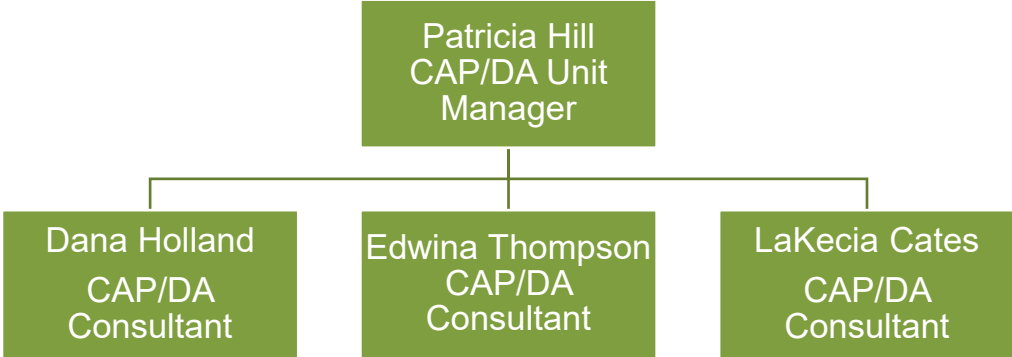 Patricia Hill
CAP/DA Unit
Manager
Dana Holland
CAP/DA
Consultant
Edwina Thompson
CAP/DA
Consultant
LaKecia Cates
CAP/DA
Consultant